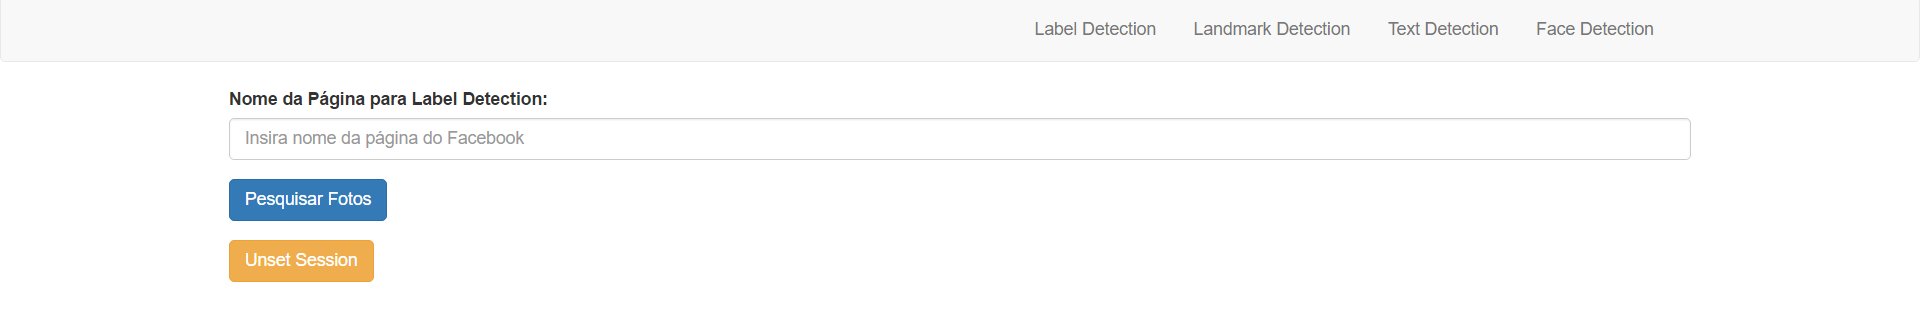 Label Detection Landmark Detection Text Detection Face Detection
Nome da Página para Label Detection:
Insira nome da página do Facebook
Pesquisar Fotos
Unset Session